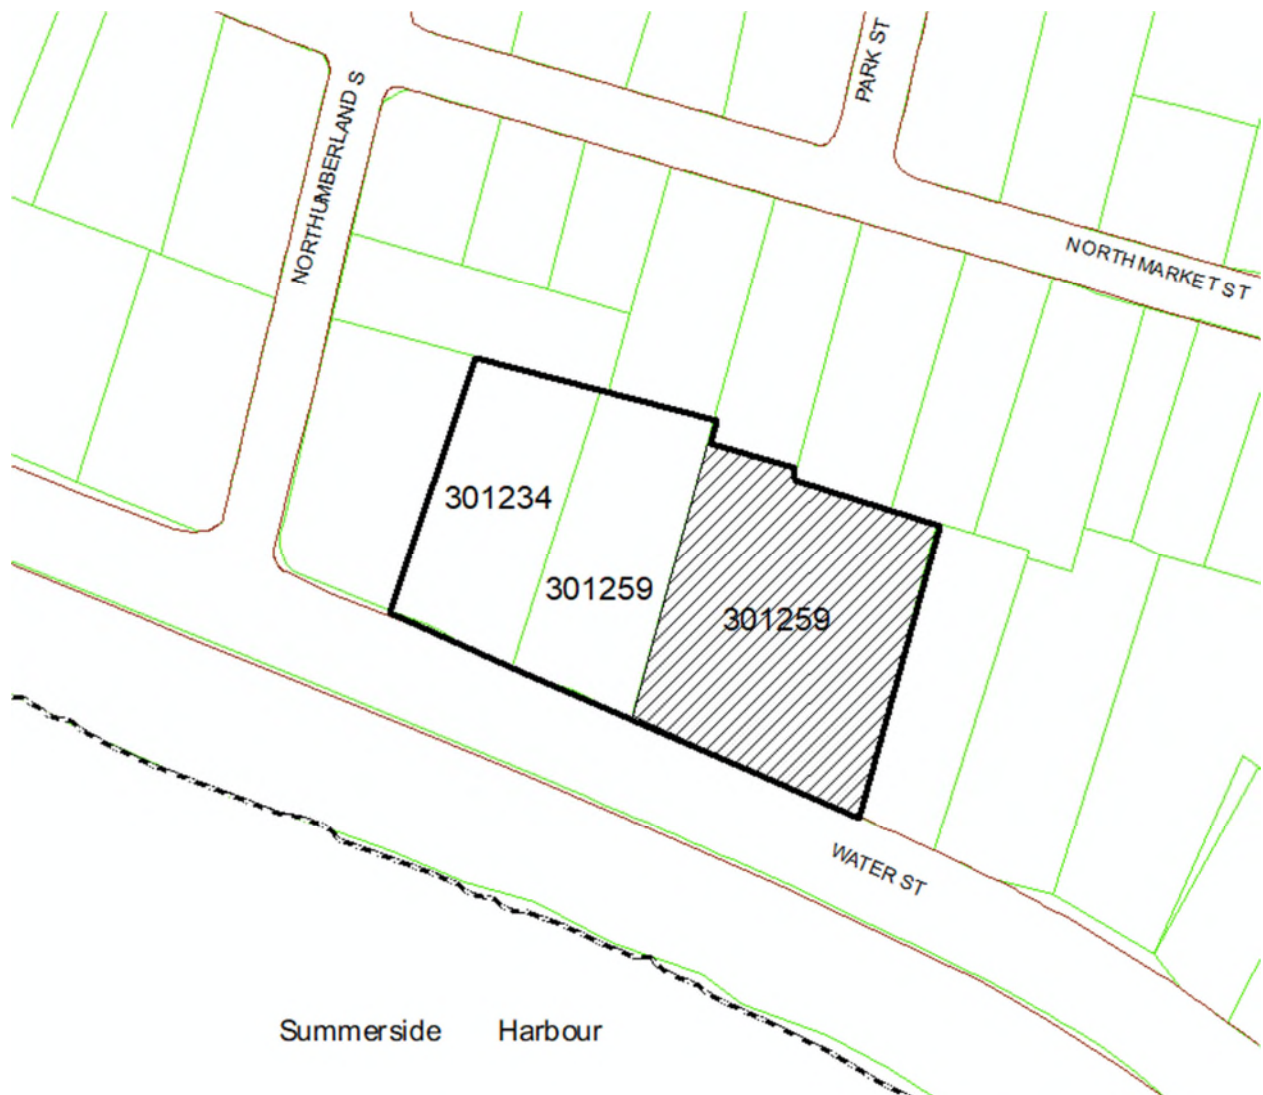 PARK ST
NORTHUMBERLAND S
NORTH MARKET ST
301234
301259
301259
WATER ST
Summerside Harbour